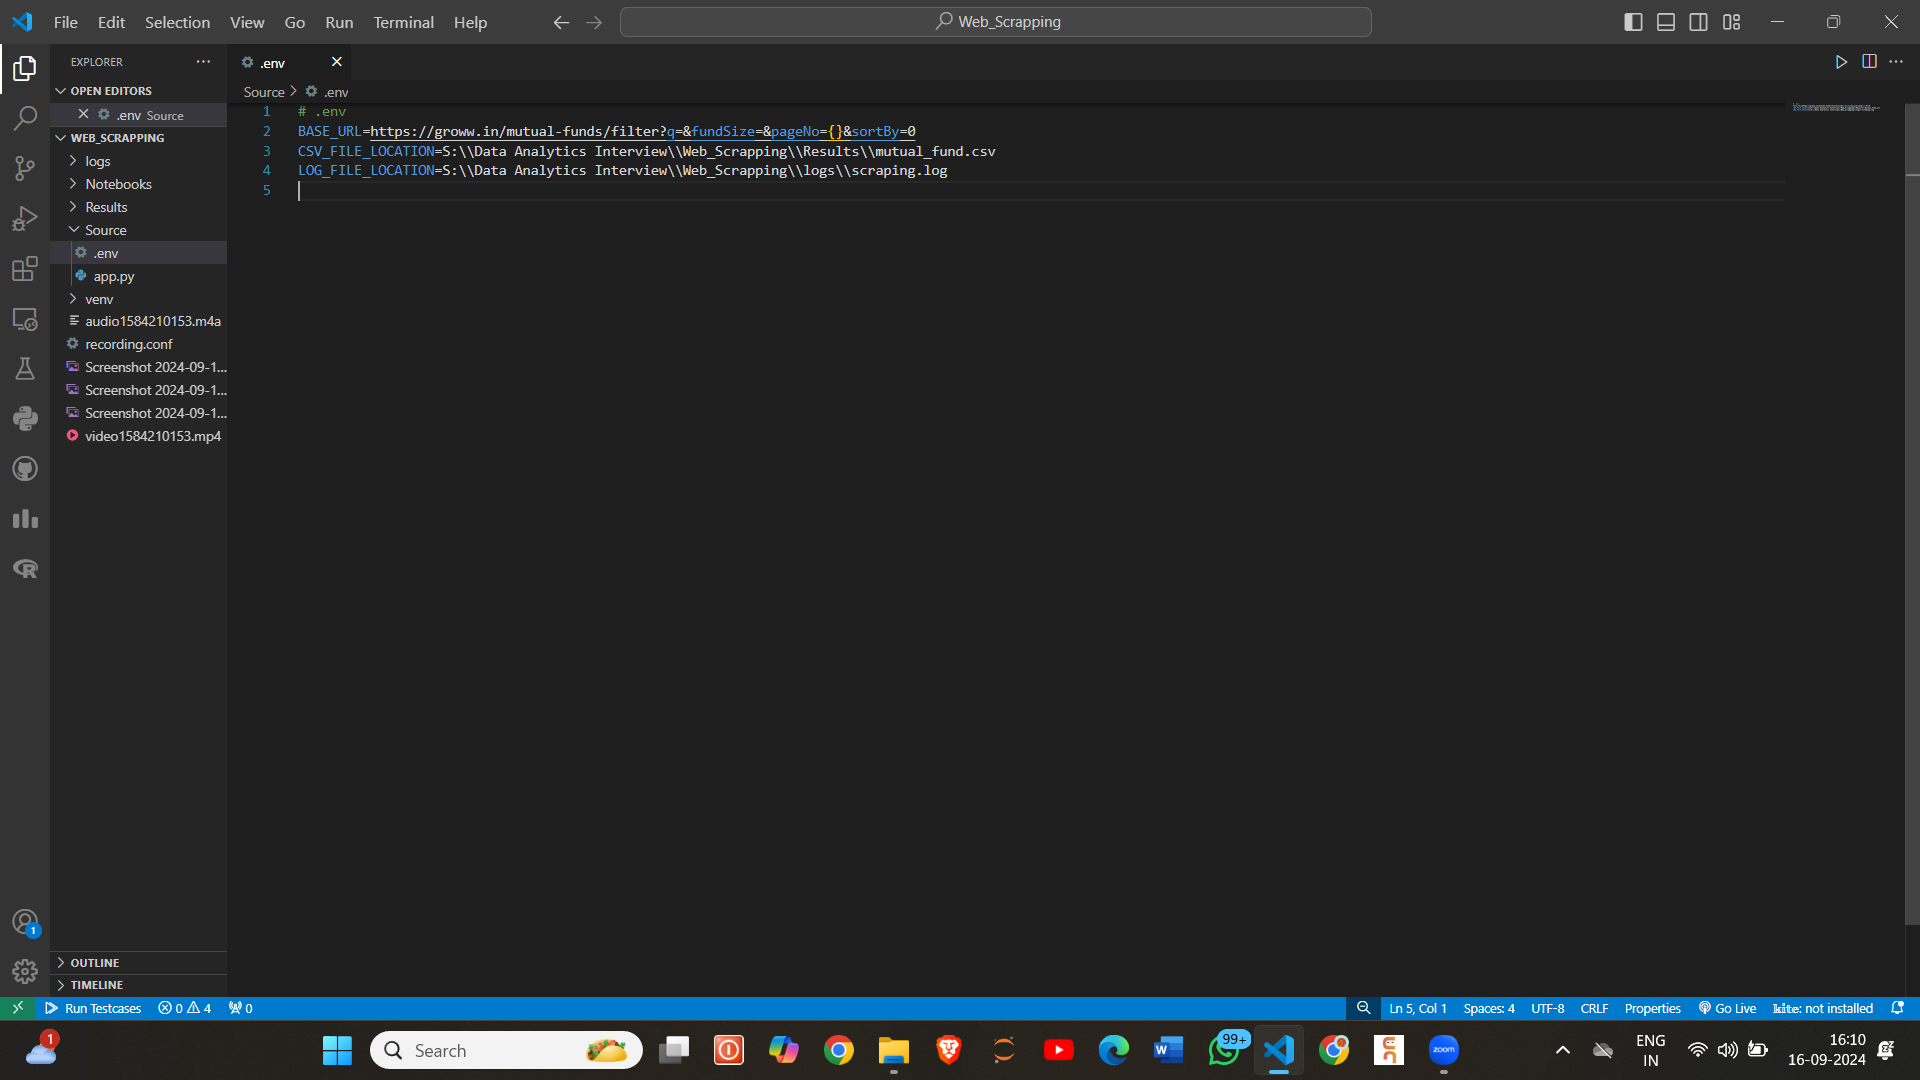 File Edit Selection View Go Run Terminal Help
Web_Scrapping
EXPLORER
OPEN EDITORS
.env Source
WEB_SCRAPPING
logs
Notebooks
Results
Source
.env
app.py
venv
audio1584210153.m4a
recording.conf
Screenshot 2024-09-1...
Screenshot 2024-09-1...
Screenshot 2024-09-1...
video1584210153.mp4
OUTLINE
TIMELINE
.env
Source > .env
1 # .env
2 BASE_URL=https://groww.in/mutual-funds/filter?q=&fundSize=&pageNo={}&sortBy=0
3 CSV_FILE_LOCATION=S:\\Data Analytics Interview\\Web_Scrapping\\Results\\mutual_fund.csv
4 LOG_FILE_LOCATION=S:\\Data Analytics Interview\\Web_Scrapping\\logs\\scraping.log
5
1
Run Testcases 0 4 0
Ln 5, Col 1 Spaces: 4 UTF-8 CRLF Properties Go Live kite: not installed
1
Search
99+
zoom
ENG
IN
16:10
16-09-2024